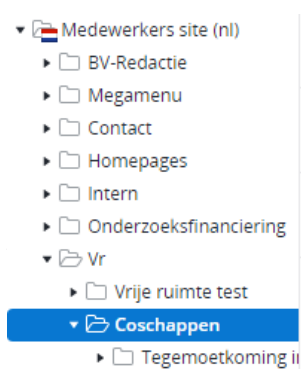 Medewerkers site (nl)
BV-Redactie
Megamenu
Contact
Homepages
Intern
Onderzoeksfinanciering
Vr
Vrije ruimte test
Coschappen
Tegemoetkoming i